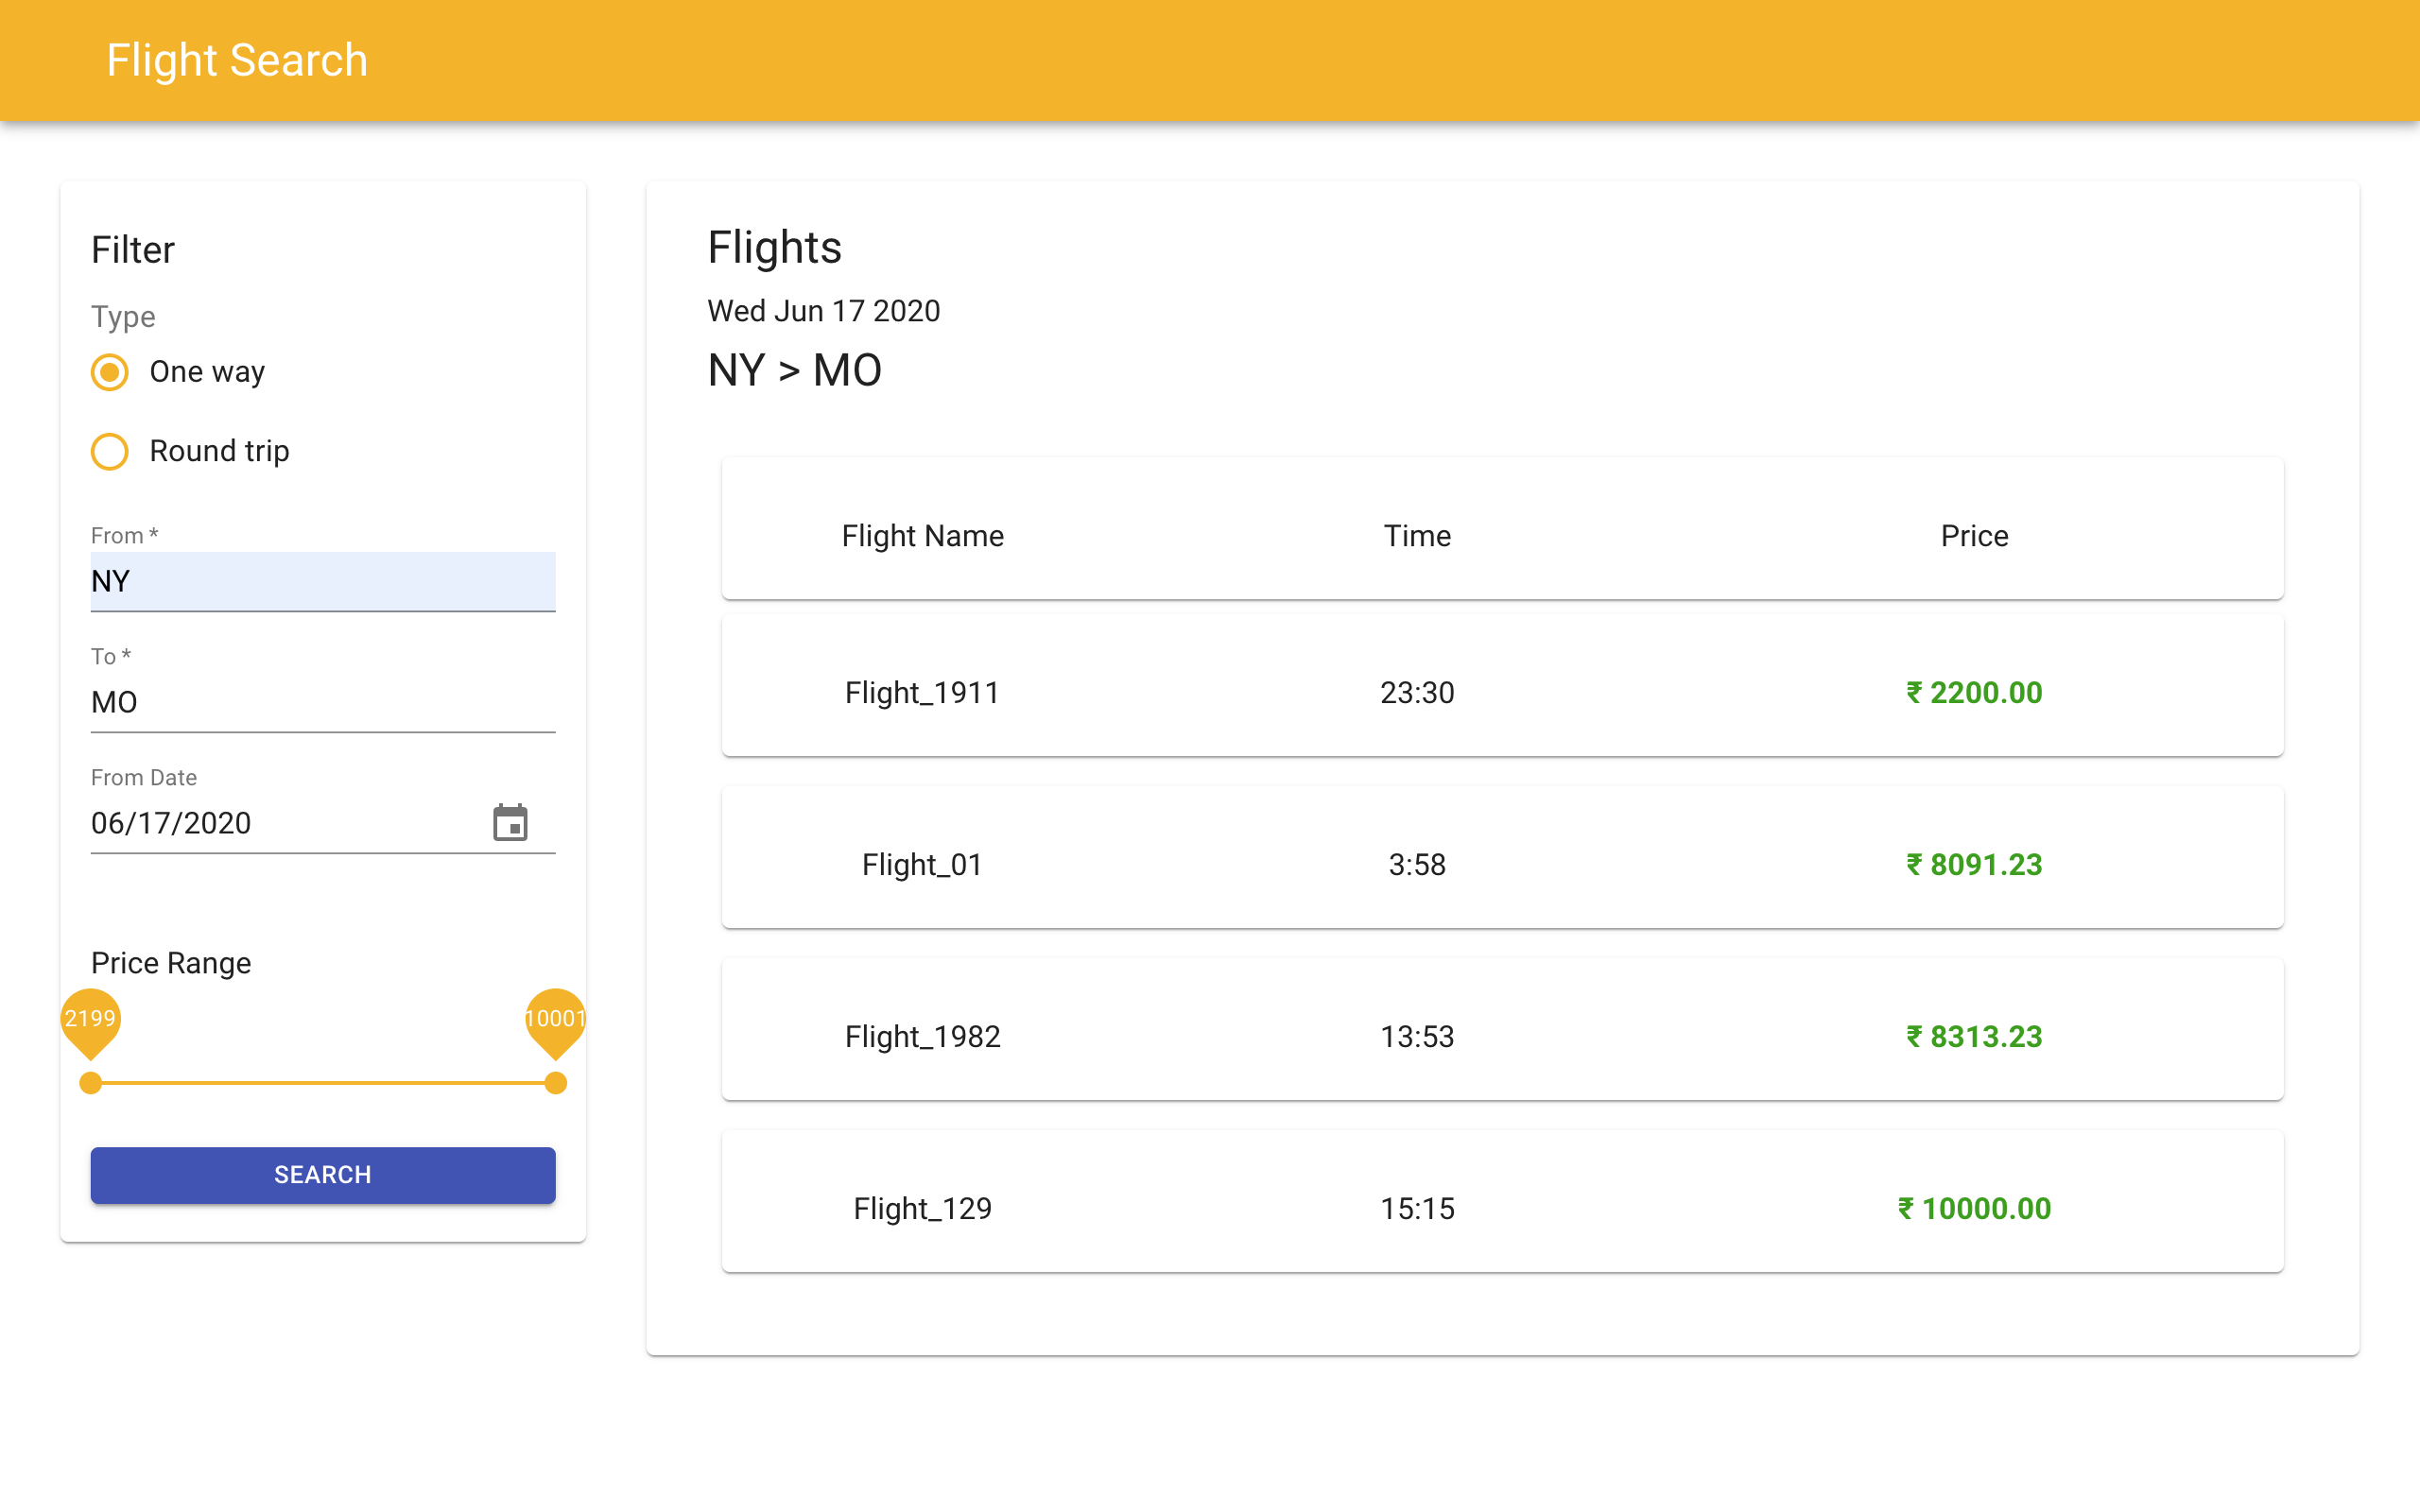 Flight Search
Filter
Type
One way
Round trip
From *
NY
To *
MO
From Date
06/17/2020
Price Range
2199 10001
SEARCH
Flights
Wed Jun 17 2020
NY > MO
Flight Name Time Price
Flight_1911 23:30 ₹ 2200.00
Flight_01 3:58 ₹ 8091.23
Flight_1982 13:53 ₹ 8313.23
Flight_129 15:15 ₹ 10000.00